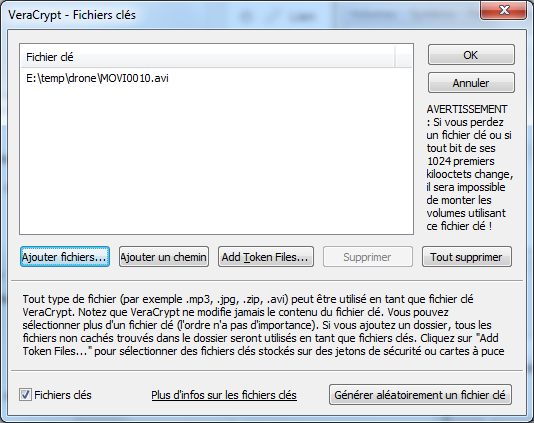 VeraCrypt - Fichiers clés
Fichier clé
E:\temp\drone\MOVI0010.avi
OK
Annuler
AVERTISSEMENT
: Si vous perdez
un fichier clé ou si
tout bit de ses
1024 premiers
kilooctets change,
il sera impossible
de monter les
volumes utilisant
ce fichier clé !
Ajouter fichiers...
Ajouter un chemin
Add Token Files...
Supprimer
Tout supprimer
Tout type de fichier (par exemple .mp3, .jpg, .zip, .avi) peut être utilisé en tant que fichier clé
VeraCrypt. Notez que VeraCrypt ne modifie jamais le contenu du fichier clé. Vous pouvez
sélectionner plus d'un fichier clé (l'ordre n'a pas d'importance). Si vous ajoutez un dossier, tous les
fichiers non cachés trouvés dans le dossier seront utilisés en tant que fichiers clés. Cliquez sur "Add
Token Files..." pour sélectionner des fichiers clés stockés sur des jetons de sécurité ou cartes à puce
Fichiers clés
Plus d'infos sur les fichiers clés
Générer aléatoirement un fichier clé